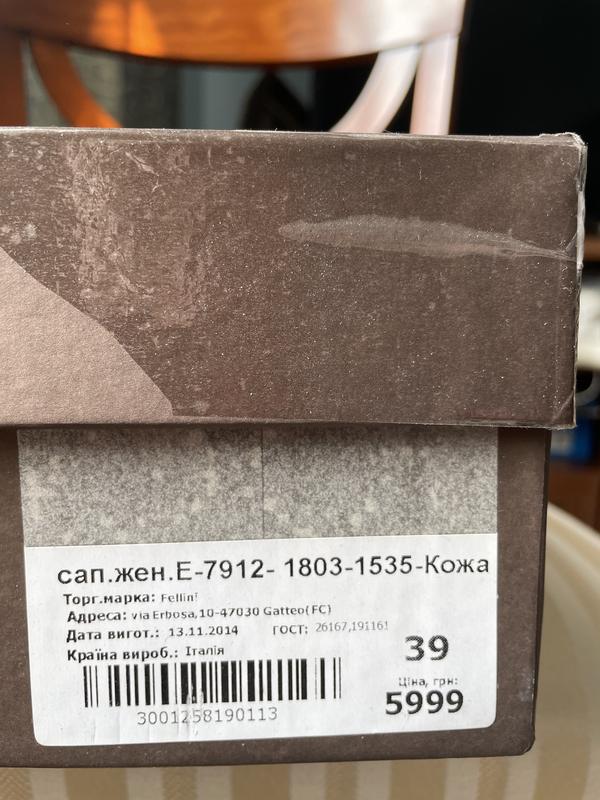 сап.жен.Е-7912- 1803-1535-Кожа
Торг.марка: Fellini
Адреса: via Erbosa,10-47030 Gatteo(FC)
Дата вигот.: 13.11.2014 ГОСТ: 26167,191161
Країна вироб.: Італія
39
Ціна, грн:
5999
3001258190113